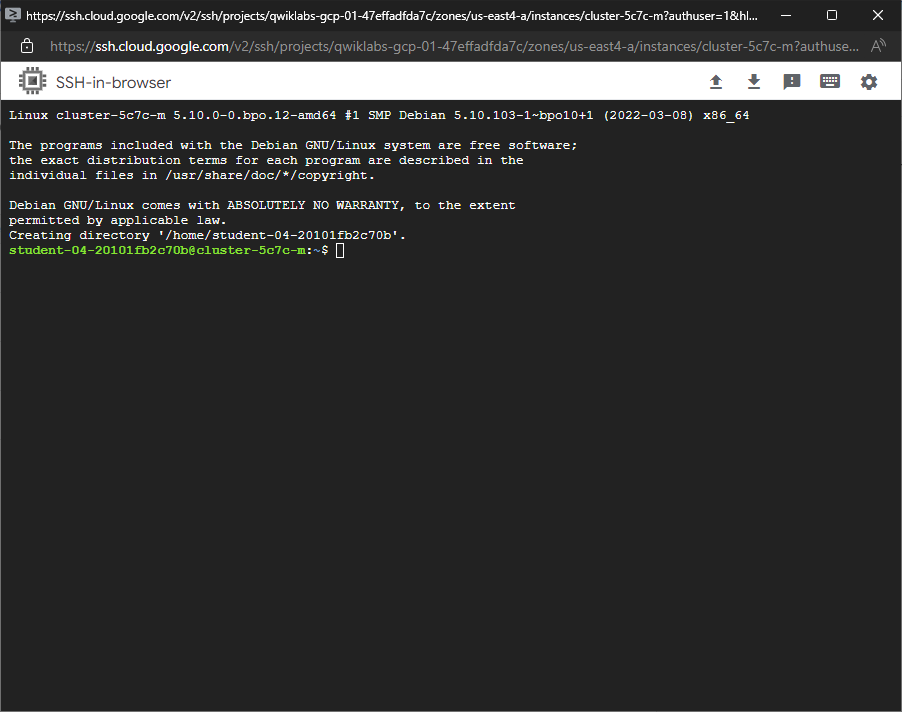 https://ssh.cloud.google.com/v2/ssh/projects/qwiklabs-gcp-01-47effadfda7c/zones/us-east4-a/instances/cluster-5c7c-m?authuser=1&hl...
https://ssh.cloud.google.com/v2/ssh/projects/qwiklabs-gcp-01-47effadfda7c/zones/us-east4-a/instances/cluster-5c7c-m?authuse...
SSH-in-browser
Linux cluster-5c7c-m 5.10.0-0.bpo.12-amd64 #1 SMP Debian 5.10.103-1~bpo10+1 (2022-03-08) x86_64
The programs included with the Debian GNU/Linux system are free software;
the exact distribution terms for each program are described in the
individual files in /usr/share/doc/*/copyright.
Debian GNU/Linux comes with ABSOLUTELY NO WARRANTY, to the extent
permitted by applicable law.
Creating directory '/home/student-04-20101fb2c70b'.
student-04-20101fb2c70b@cluster-5c7c-m:~$